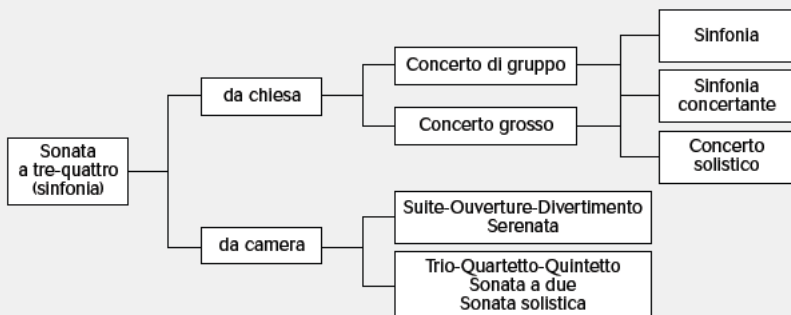 Sonata
a tre-quattro
(sinfonia)
da chiesa
da camera
Concerto di gruppo
Concerto grosso
Suite-Ouverture-Divertimento
Serenata
Trio-Quartetto-Quintetto
Sonata a due
Sonata solistica
Sinfonia
Sinfonia
concertante
Concerto
solistico